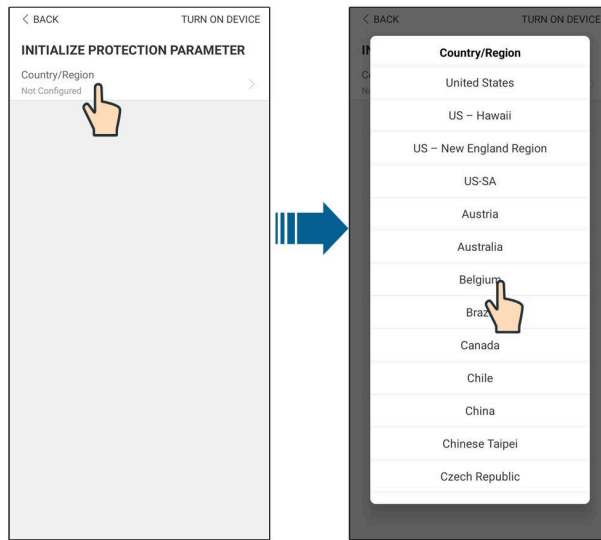 < BACK TURN ON DEVICE
INITIALIZE PROTECTION PARAMETER
Country/Region
Not Configured
< BACK TURN ON DEVICE
Country/Region
United States
US – Hawaii
US – New England Region
US-SA
Austria
Australia
Belgium
Canada
Chile
China
Chinese Taipei
Czech Republic